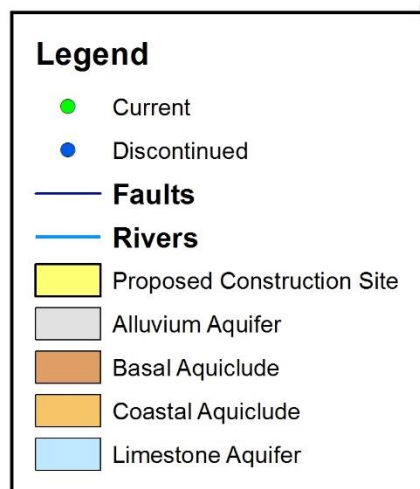 Legend
Current
Discontinued
Faults
Rivers
Proposed Construction Site
Alluvium Aquifer
Basal Aquiclude
Coastal Aquiclude
Limestone Aquifer